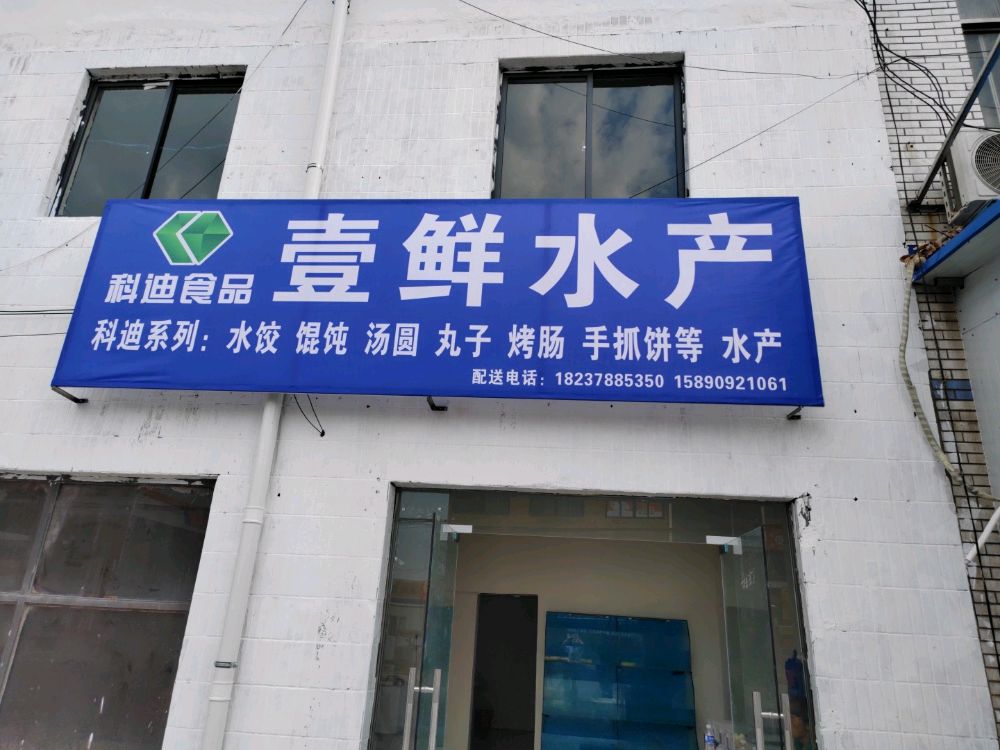 科迪食品
壹鲜水产
科迪系列：水饺 馄饨 汤圆 丸子 烤肠 手抓饼等 水产
配送电话：18237885350 15890921061